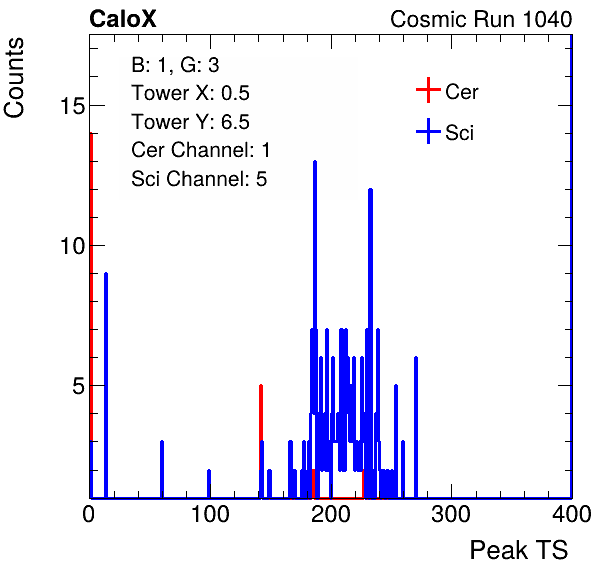 CaloX
Cosmic Run 1040
Counts
B: 1, G: 3
Tower X: 0.5
Tower Y: 6.5
Cer Channel: 1
Sci Channel: 5
Cer
Sci
15
10
5
0
100
200
300
400
Peak TS